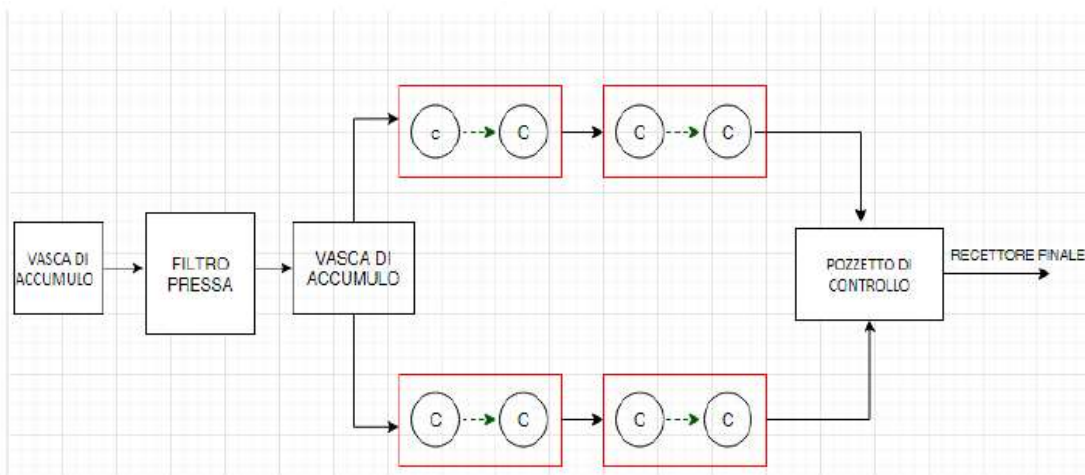 c C
C C
VASCA DI
ACCUMULO
FILTRO
PRESSA
VASCA DI
ACCUMULO
POZZETTO DI
CONTROLLO
RECETTORE FINALE
C C
C C